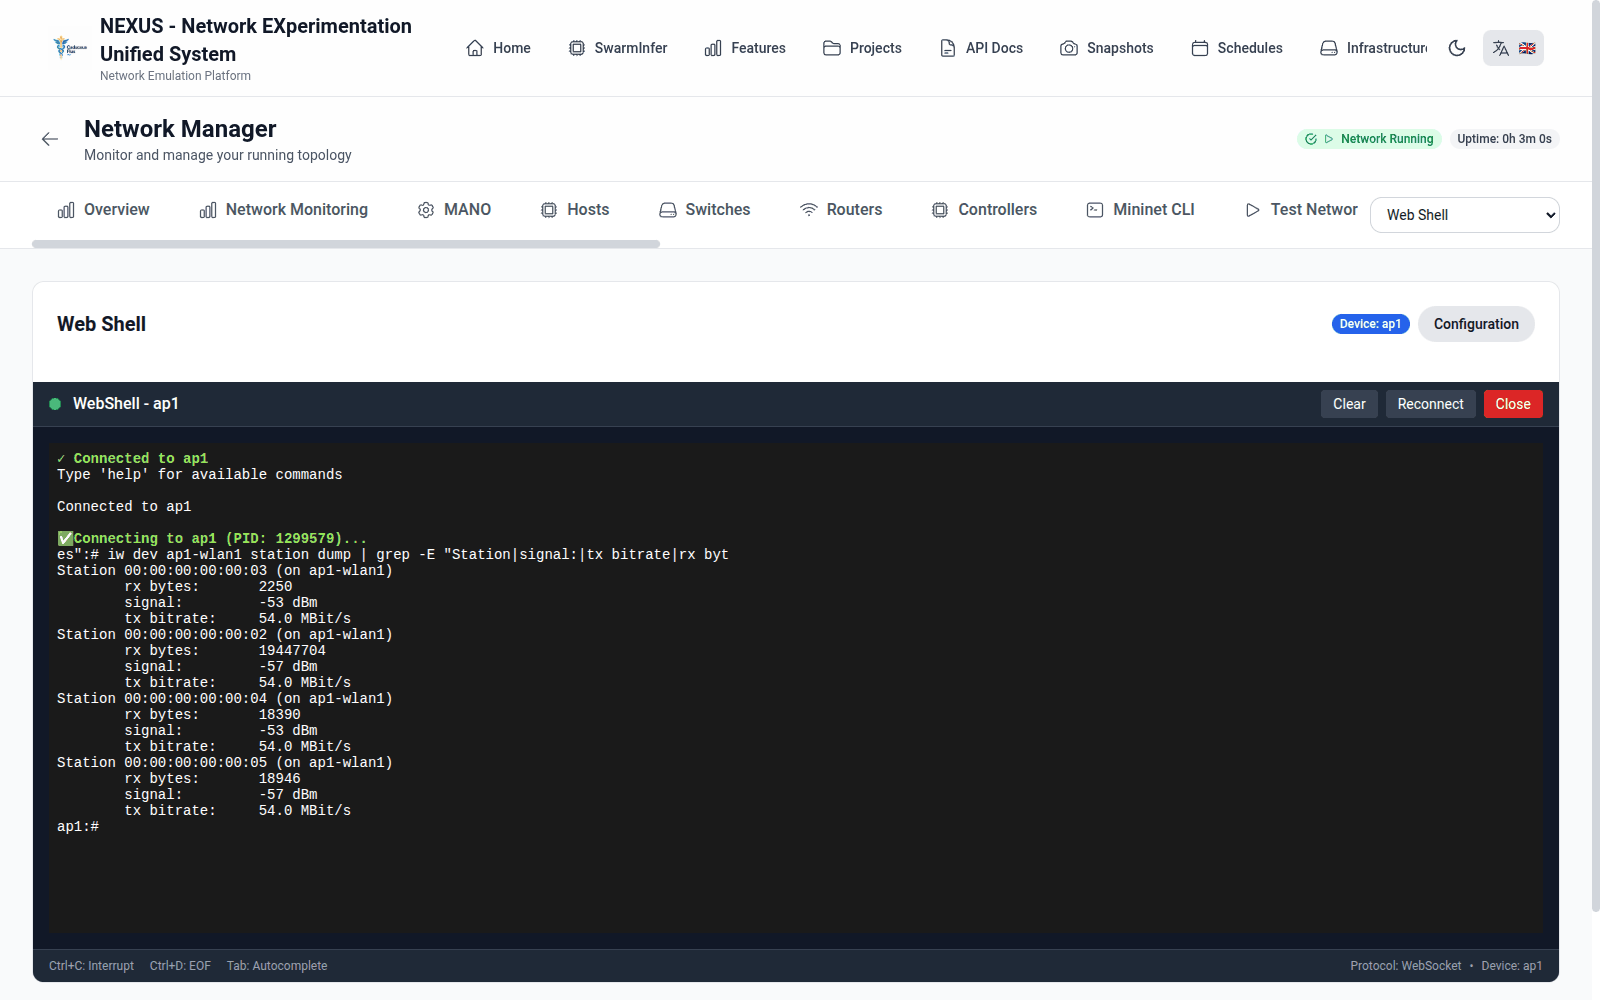 NEXUS - Network EXperimentation
Unified System
Network Emulation Platform
Home
SwarmInfer
Features
Projects
API Docs
Snapshots
Schedules
Infrastructur
Network Manager
Monitor and manage your running topology
Network Running
Uptime: 0h 3m 0s
Overview
Network Monitoring
MANO
Hosts
Switches
Routers
Controllers
Mininet CLI
Test Networ
Web Shell
Web Shell
Device: ap1
Configuration
WebShell - ap1
Clear
Reconnect
Close
✓ Connected to ap1
Type 'help' for available commands
Connected to ap1
✅Connecting to ap1 (PID: 1299579)...
es":# iw dev ap1-wlan1 station dump | grep -E "Station|signal:|tx bitrate|rx byt
Station 00:00:00:00:00:03 (on ap1-wlan1)
rx bytes: 2250
signal: -53 dBm
tx bitrate: 54.0 MBit/s
Station 00:00:00:00:00:02 (on ap1-wlan1)
rx bytes: 19447704
signal: -57 dBm
tx bitrate: 54.0 MBit/s
Station 00:00:00:00:00:04 (on ap1-wlan1)
rx bytes: 18390
signal: -53 dBm
tx bitrate: 54.0 MBit/s
Station 00:00:00:00:00:05 (on ap1-wlan1)
rx bytes: 18946
signal: -57 dBm
tx bitrate: 54.0 MBit/s
ap1:#
Ctrl+C: Interrupt
Ctrl+D: EOF
Tab: Autocomplete
Protocol: WebSocket • Device: ap1